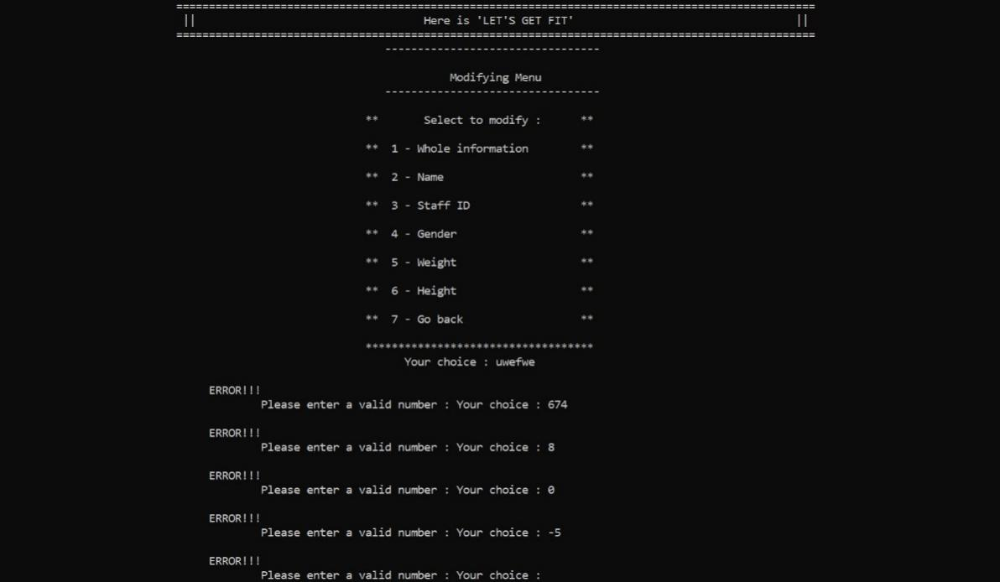 ==================================================================================================
|| Here is 'LET'S GET FIT' ||
==================================================================================================
---------------------------------
Modifying Menu
---------------------------------
** Select to modify : **
** 1 - Whole information **
** 2 - Name **
** 3 - Staff ID **
** 4 - Gender **
** 5 - Weight **
** 6 - Height **
** 7 - Go back **
***********************************
Your choice : uwefwe
ERROR!!!
Please enter a valid number : Your choice : 674
ERROR!!!
Please enter a valid number : Your choice : 8
ERROR!!!
Please enter a valid number : Your choice : 0
ERROR!!!
Please enter a valid number : Your choice : -5
ERROR!!!
Please enter a valid number : Your choice :